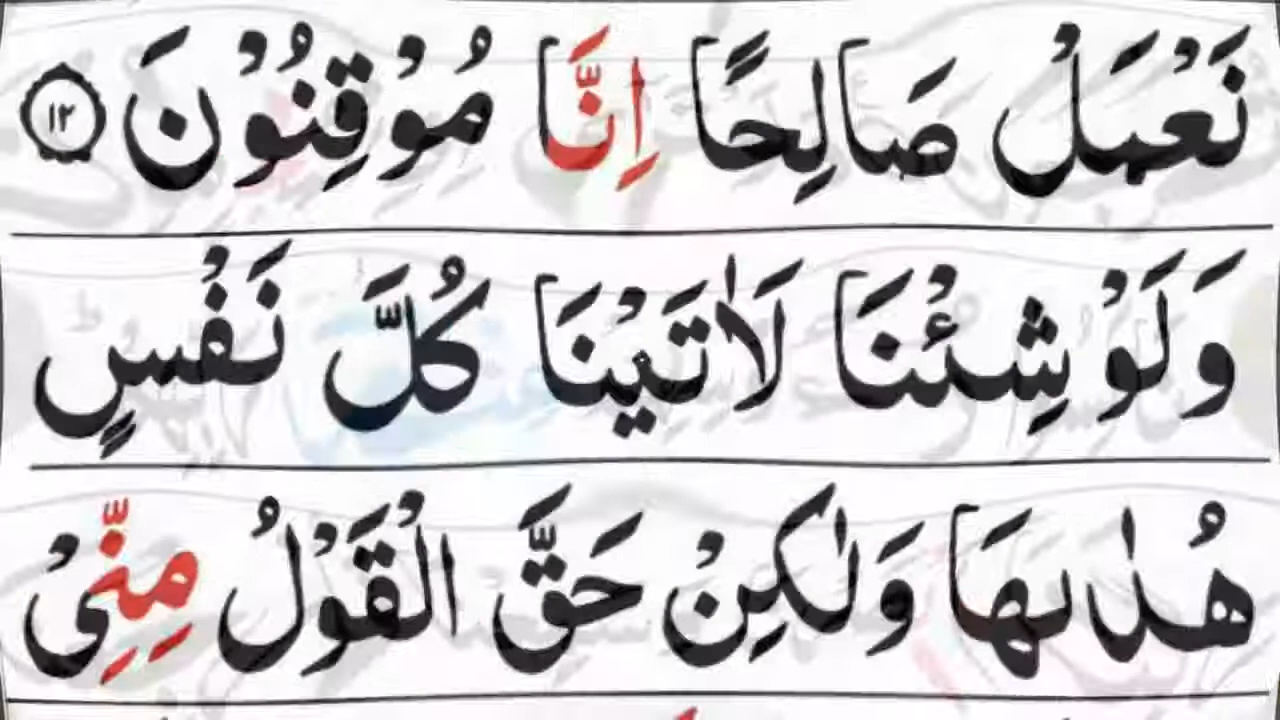 نَعْمَلْ صَالِحًا اِنَّا مُوْقِنُوْنَ ۝۱۲
وَلَوْ شِئْنَا لَاٰتَيْنَا كُلَّ نَفْسٍ
هُدٰىهَا وَلٰكِنْ حَقَّ الْقَوْلُ مِنِّىْ